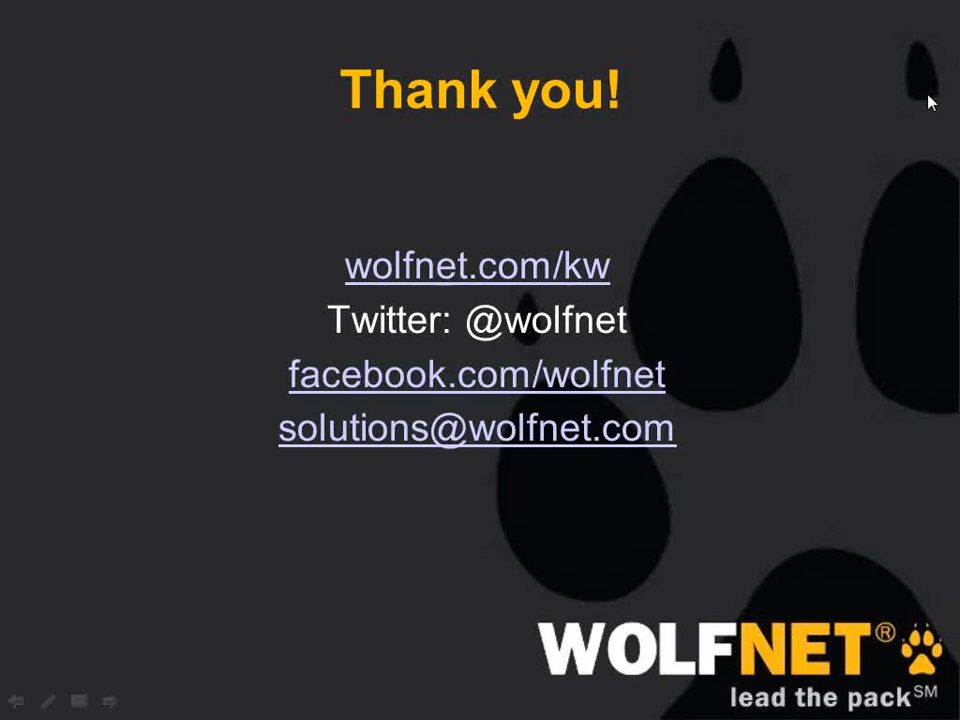 Thank you!
wolfnet.com/kw
Twitter: @wolfnet
facebook.com/wolfnet
solutions@wolfnet.com
WOLFNET®
lead the pack℠